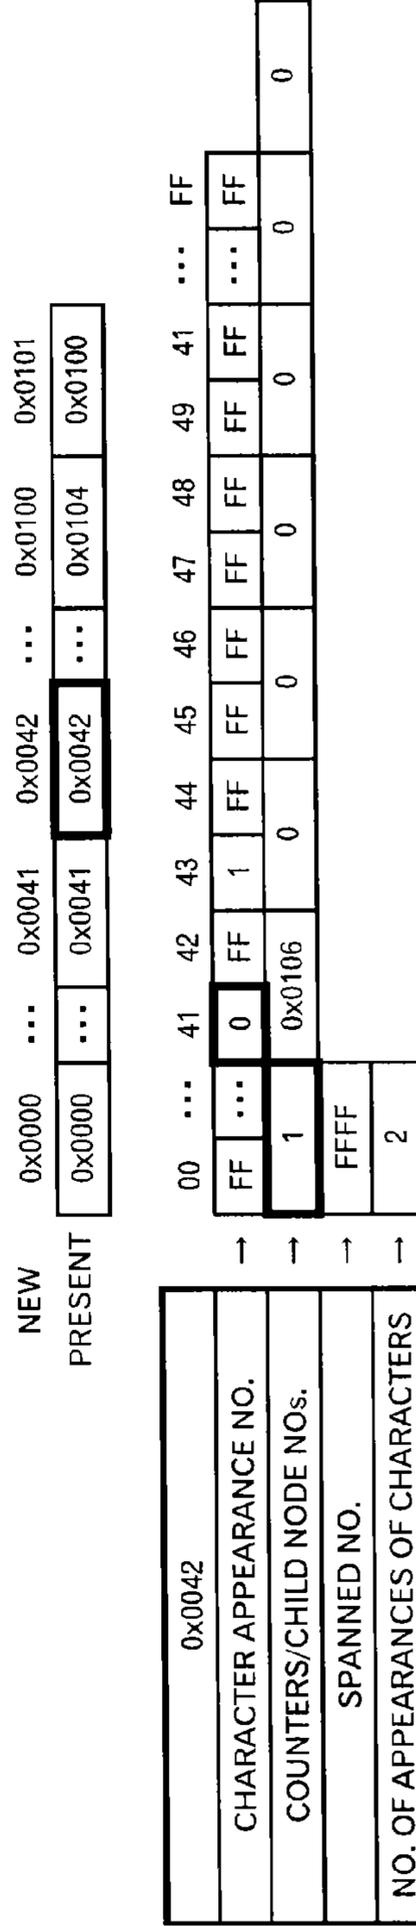 NEW 0x0000 ... 0x0041 0x0042 ... 0x0100 0x0101
PRESENT 0x0000 ... 0x0041 0x0042 ... 0x0104 0x0100
00 ... 41 42 43 44 45 46 47 48 49 41 ... FF
0x0042
CHARACTER APPEARANCE NO. → FF ... 0 FF 1 FF FF FF FF FF FF FF ... FF
COUNTERS/CHILD NODE NOs. → 1 0x0106 0 0 0 0 0 0
SPANNED NO. → FFFF
NO. OF APPEARANCES OF CHARACTERS → 2